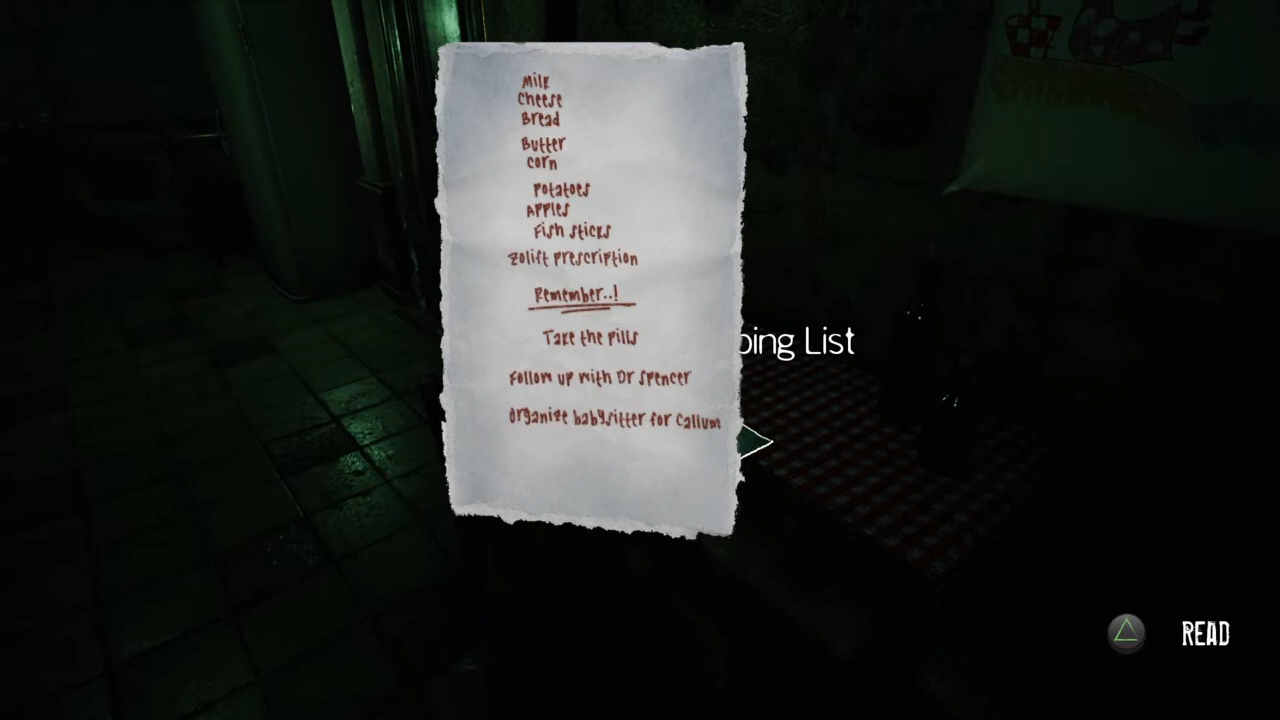 Milk
Cheese
Bread
Butter
Corn
Potatoes
Apples
Fish sticks
Zolift prescription
Remember..!
Take the pills
Follow up with Dr Spencer
Organize babysitter for Callum
ping List
READ